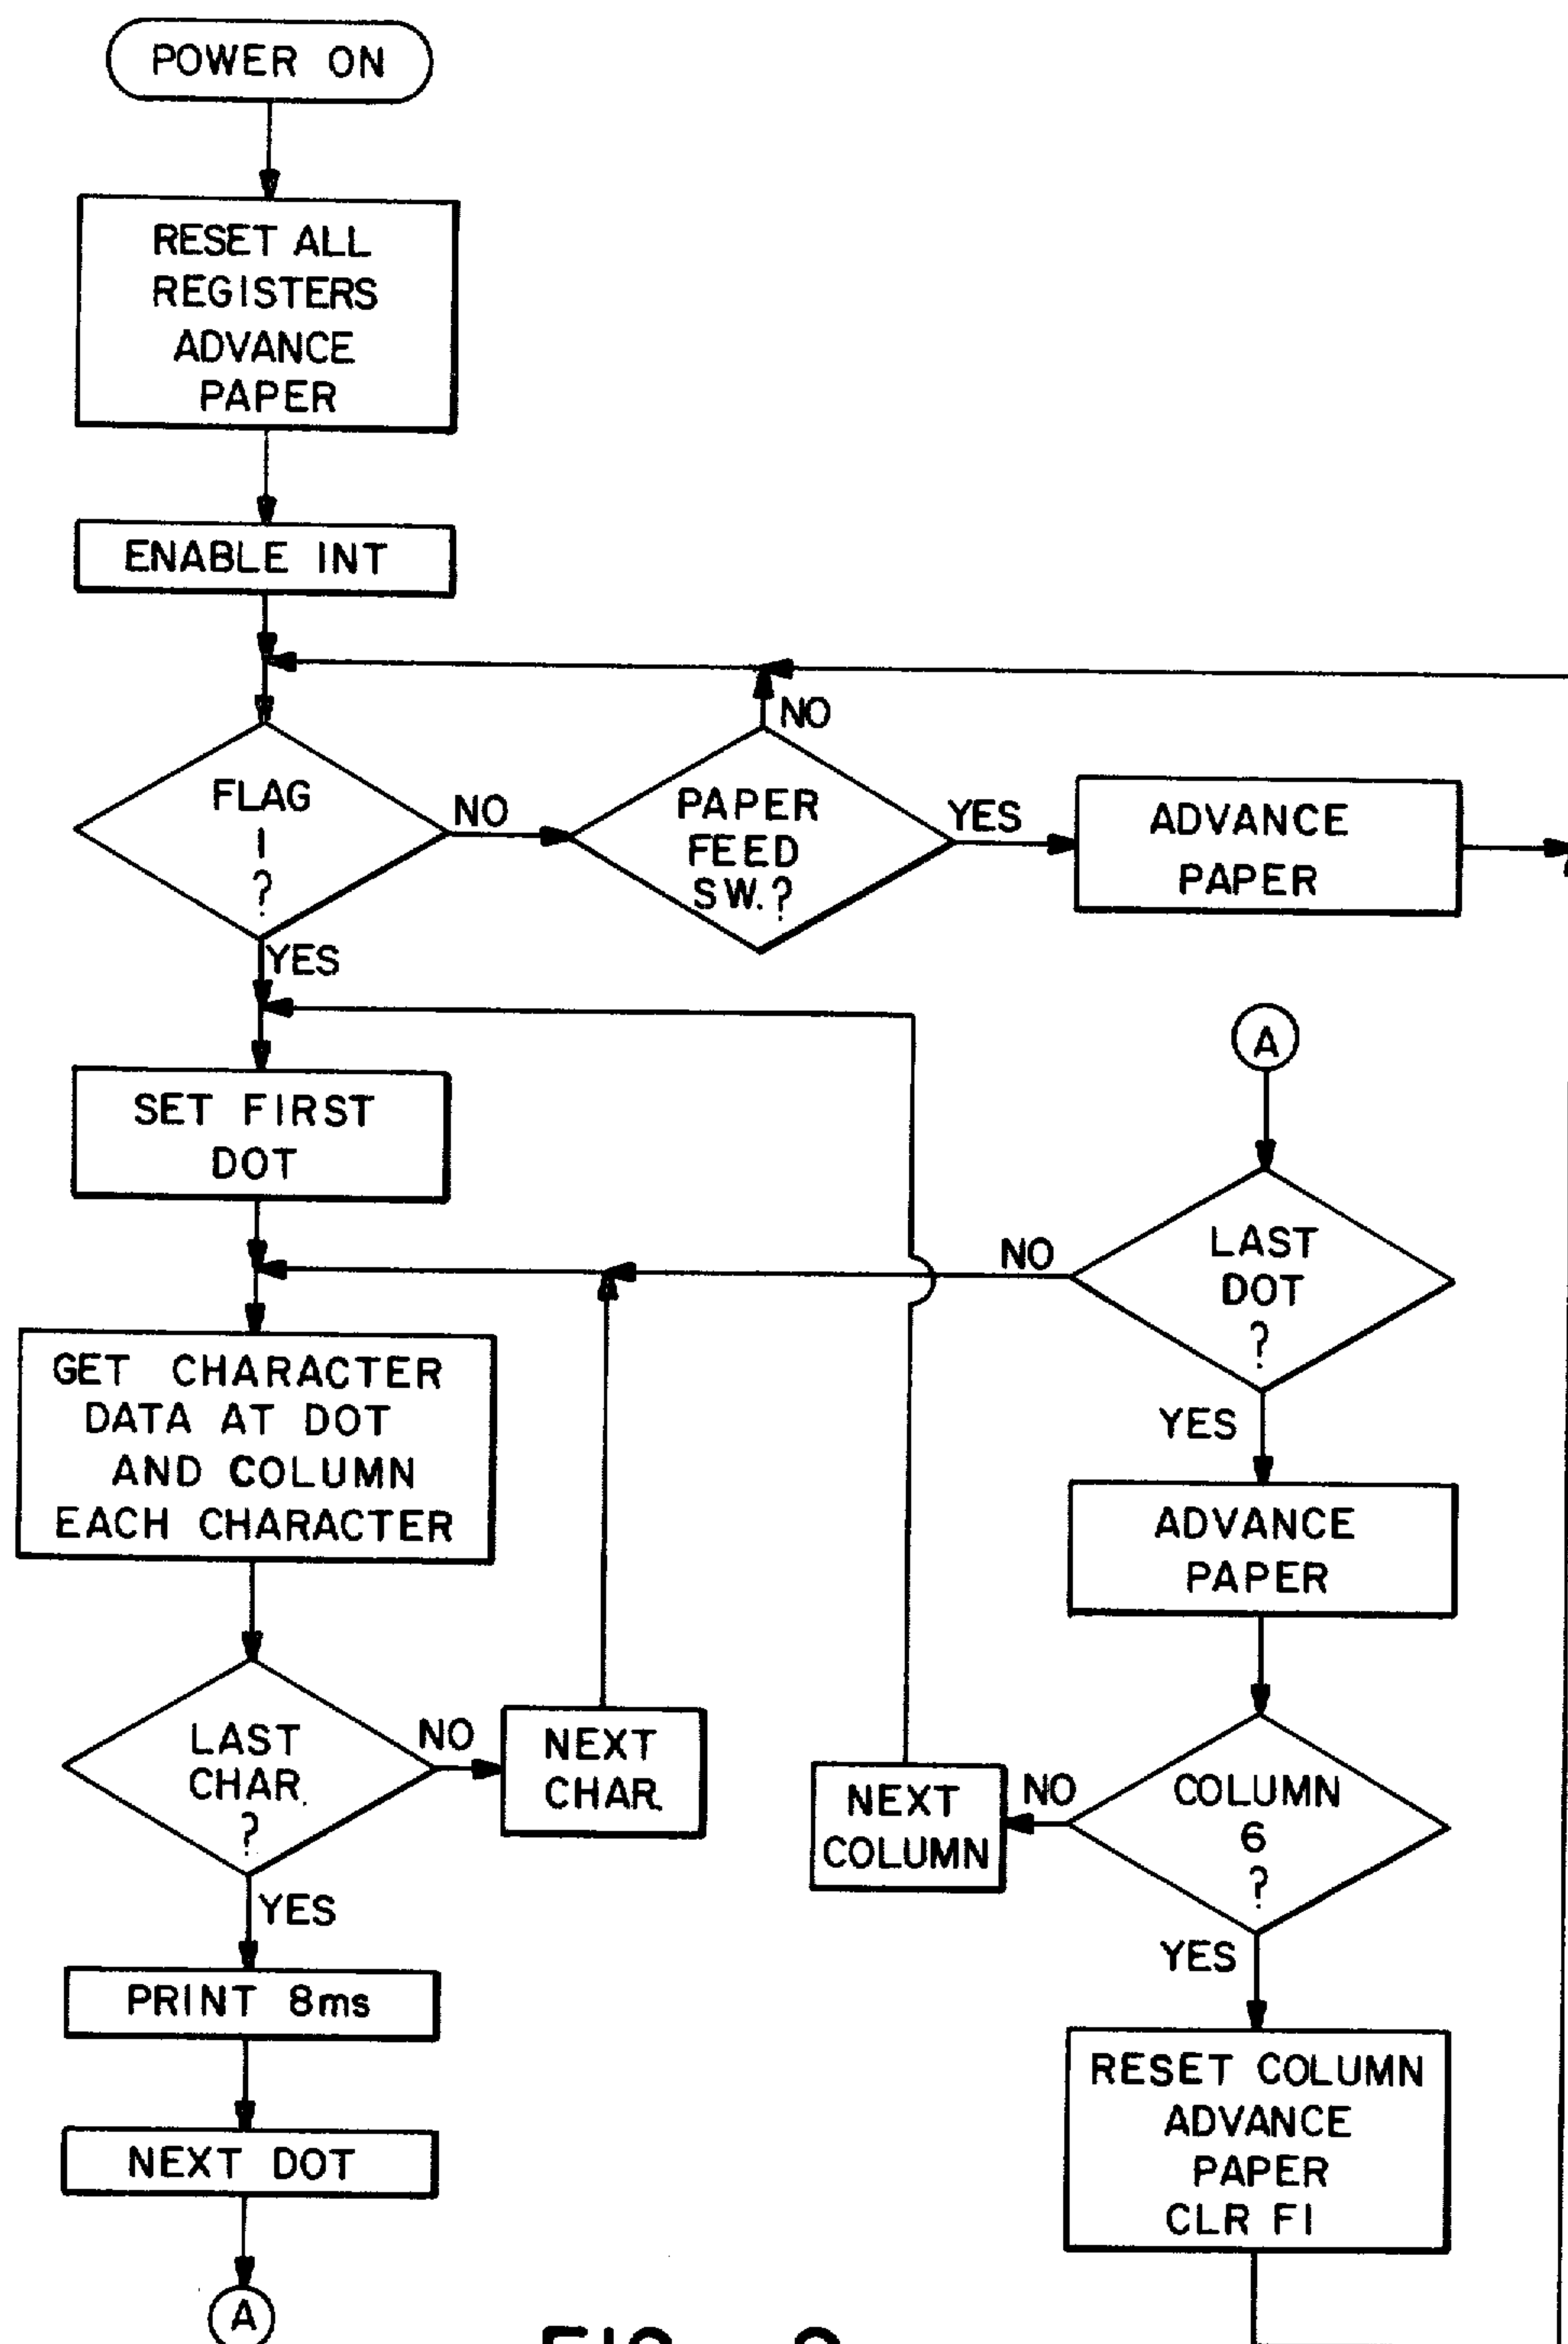 POWER ON
RESET ALL
REGISTERS
ADVANCE
PAPER
ENABLE INT
FLAG
1
?
NO
YES
PAPER
FEED
SW.?
NO
YES
ADVANCE
PAPER
SET FIRST
DOT
GET CHARACTER
DATA AT DOT
AND COLUMN
EACH CHARACTER
LAST
CHAR.
?
NO
NEXT
CHAR.
YES
PRINT 8ms
NEXT DOT
A
A
LAST
DOT
?
NO
YES
ADVANCE
PAPER
COLUMN
6
?
NO
NEXT
COLUMN
YES
RESET COLUMN
ADVANCE
PAPER
CLR F1